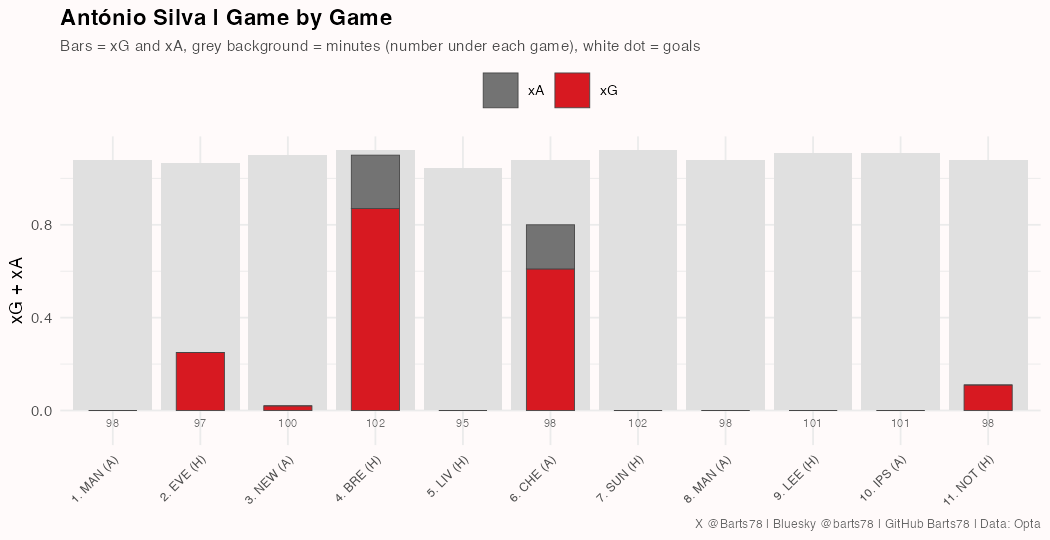 António Silva | Game by Game
Bars = xG and xA, grey background = minutes (number under each game), white dot = goals
xA
xG
xG + xA
0.8
0.4
0.0
98
97
100
102
95
98
102
98
101
101
98
1. MAN (A)
2. EVE (H)
3. NEW (A)
4. BRE (H)
5. LIV (H)
6. CHE (A)
7. SUN (H)
8. MAN (A)
9. LEE (H)
10. IPS (A)
11. NOT (H)
X @Barts78 | Bluesky @barts78 | GitHub Barts78 | Data: Opta